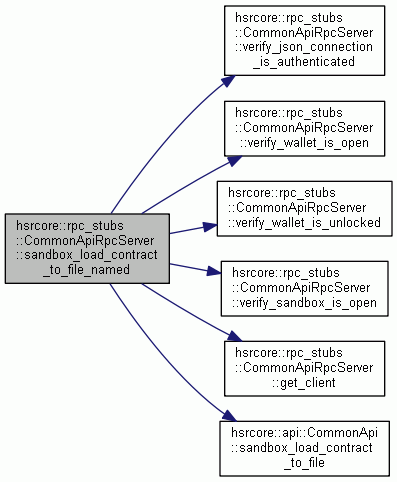 hsrcore::rpc_stubs
::CommonApiRpcServer
::verify_json_connection
_is_authenticated
hsrcore::rpc_stubs
::CommonApiRpcServer
::verify_wallet_is_open
hsrcore::rpc_stubs
::CommonApiRpcServer
::verify_wallet_is_unlocked
hsrcore::rpc_stubs
::CommonApiRpcServer
::sandbox_load_contract
_to_file_named
hsrcore::rpc_stubs
::CommonApiRpcServer
::verify_sandbox_is_open
hsrcore::rpc_stubs
::CommonApiRpcServer
::get_client
hsrcore::api::CommonApi
::sandbox_load_contract
_to_file